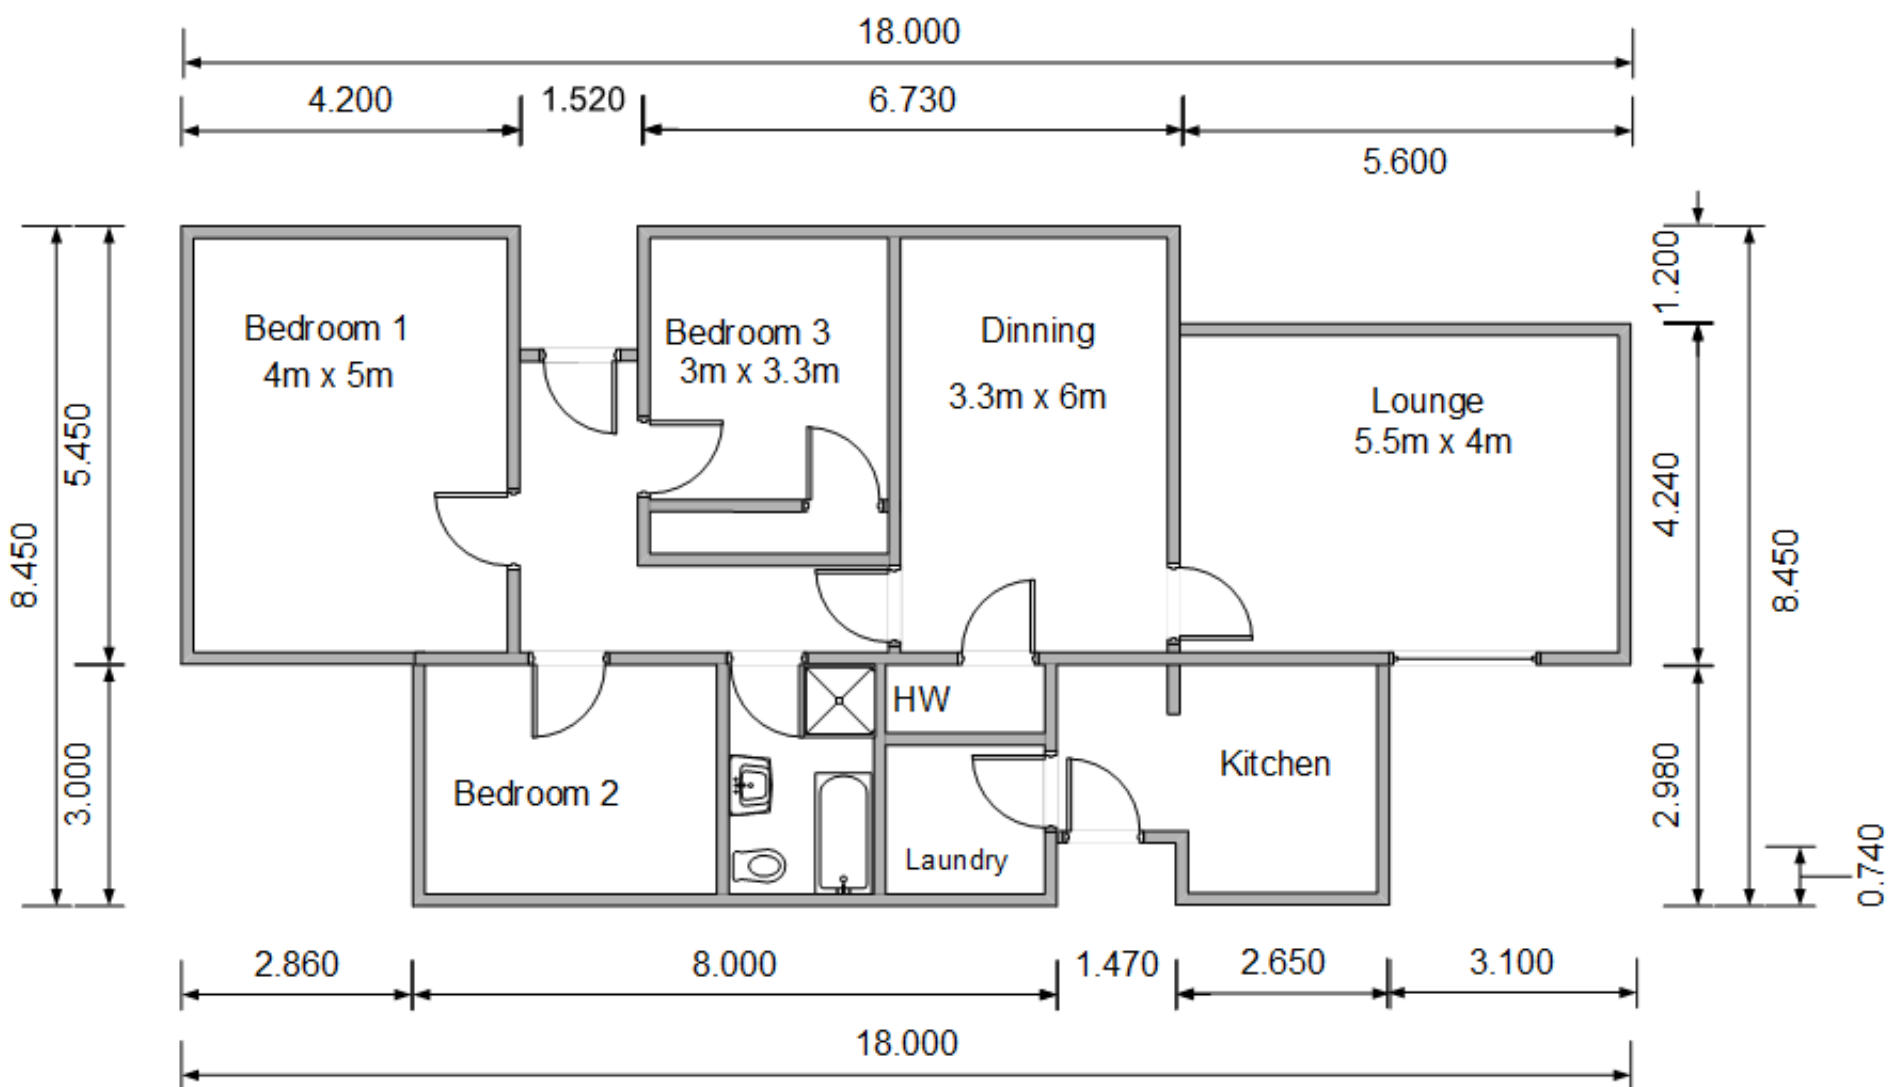 18.000
4.200
1.520
6.730
5.600
1.200
Bedroom 1
4m x 5m
Bedroom 3
3m x 3.3m
Dinning
3.3m x 6m
Lounge
5.5m x 4m
5.450
8.450
4.240
8.450
3.000
HW
Bedroom 2
Kitchen
Laundry
2.980
0.740
2.860
8.000
1.470
2.650
3.100
18.000